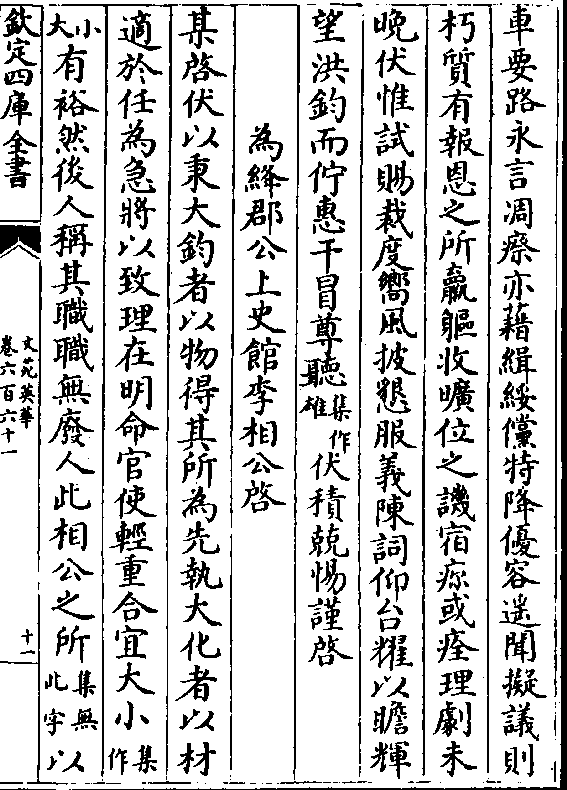 車要路永言凋瘵亦藉緝綏儻特降優容遂聞擬議則
朽質有報恩之所羸軀收曠位之譏宿痾或痊理劇未
晚伏惟試賜裁度嚮風披懇服義陳詞仰台耀以瞻輝
望洪鈞而佇惠干冒尊聽集作雄伏積兢惕謹啓
為絳郡公上史館李相公啓
某啓伏以秉大鈞者以物得其所為先執大化者以材
適於任為急將以致理在明命官使輕重合宜大小集作
小大有裕然後人稱其職職無廢人此相公之所集無此字以
欽定四庫全書
文苑英華
卷六百六十一
十一